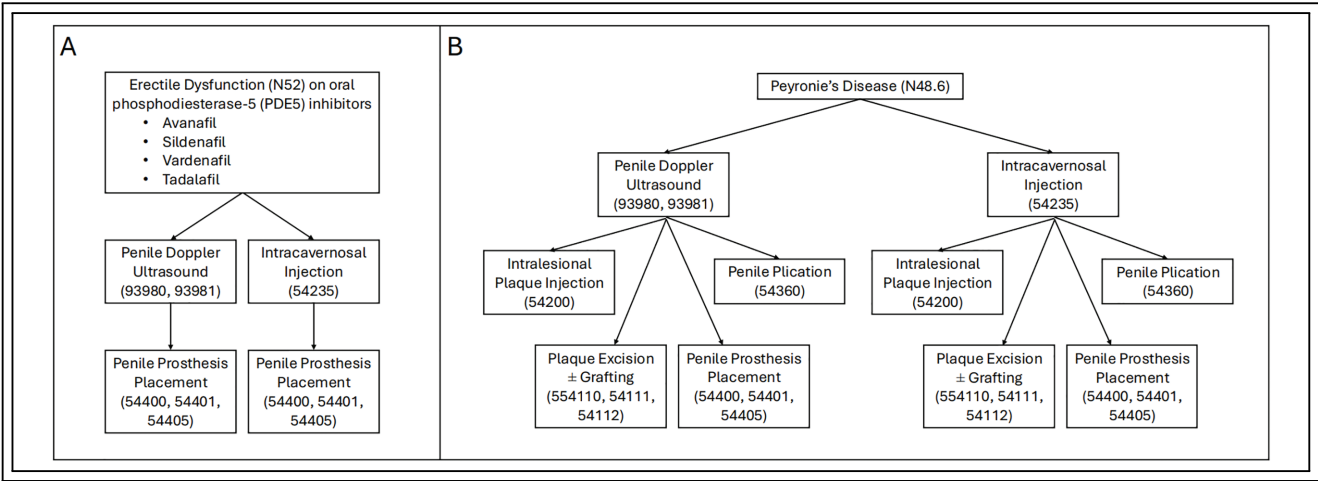 A
Erectile Dysfunction (N52) on oral
phosphodiesterase-5 (PDE5) inhibitors
• Avanafil
• Sildenafil
• Vardenafil
• Tadalafil
Penile Doppler
Ultrasound
(93980, 93981)
Intracavernosal
Injection
(54235)
Penile Prosthesis
Placement
(54400, 54401,
54405)
Penile Prosthesis
Placement
(54400, 54401,
54405)
B
Peyronie's Disease (N48.6)
Penile Doppler
Ultrasound
(93980, 93981)
Intracavernosal
Injection
(54235)
Intralesional
Plaque Injection
(54200)
Penile Plication
(54360)
Intralesional
Plaque Injection
(54200)
Penile Plication
(54360)
Plaque Excision
± Grafting
(554110, 54111,
54112)
Penile Prosthesis
Placement
(54400, 54401,
54405)
Plaque Excision
± Grafting
(554110, 54111,
54112)
Penile Prosthesis
Placement
(54400, 54401,
54405)